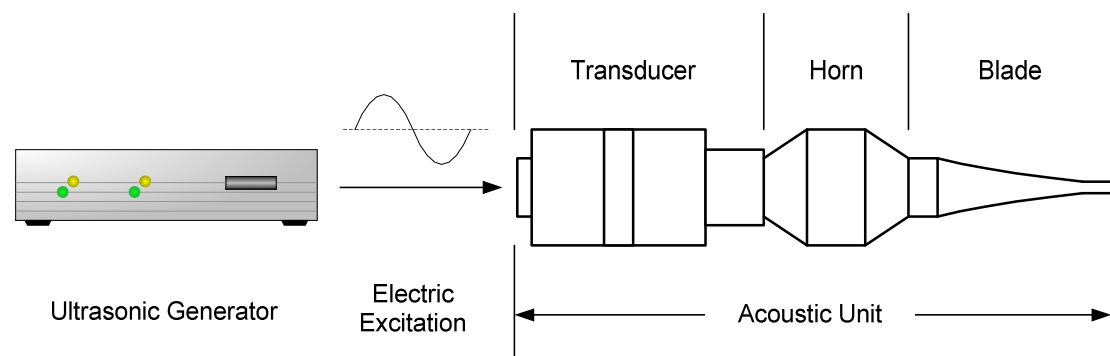 Transducer
Horn
Blade
Ultrasonic Generator
Electric
Excitation
Acoustic Unit